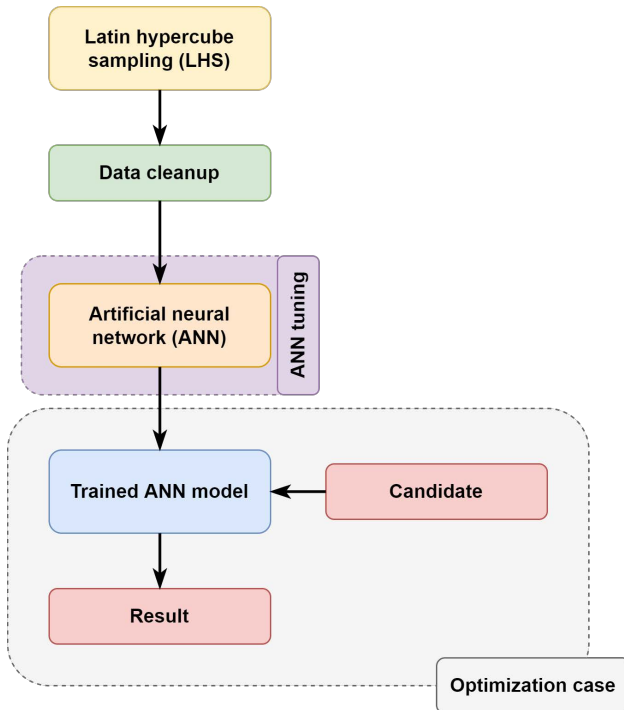 Latin hypercube
sampling (LHS)
Data cleanup
Artificial neural
network (ANN)
ANN tuning
Trained ANN model
Candidate
Result
Optimization case